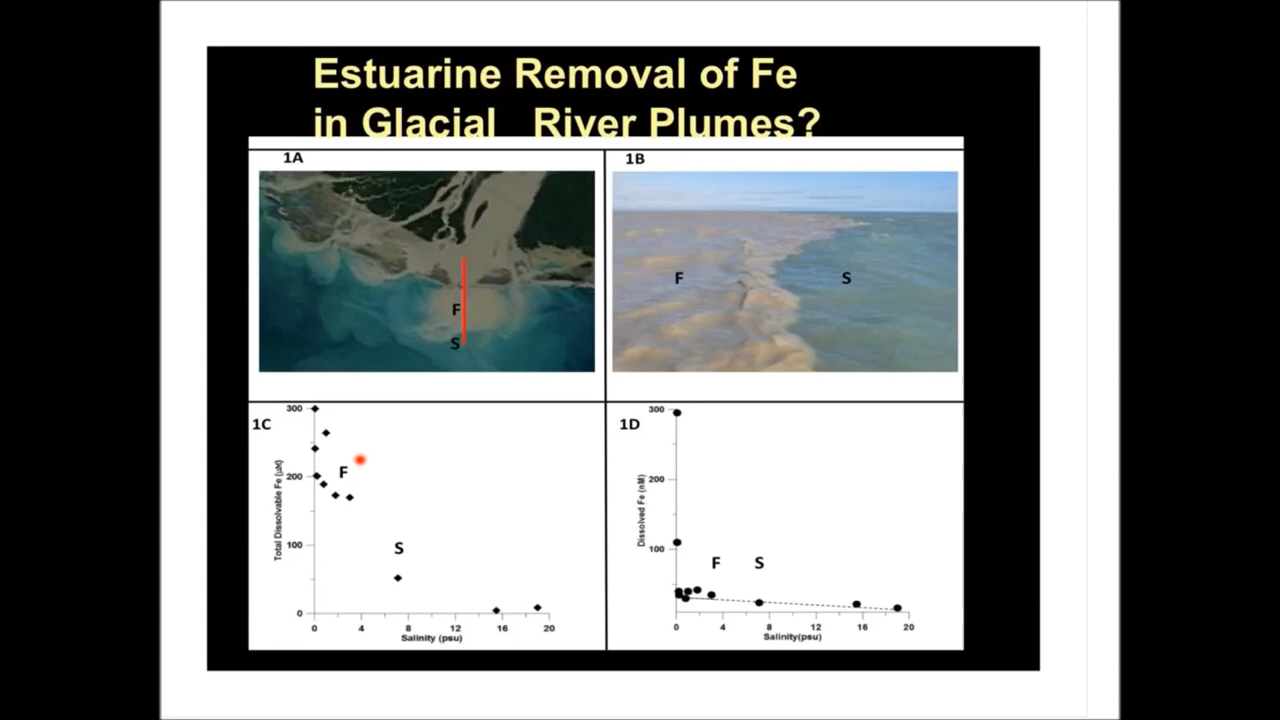 Estuarine Removal of Fe
in Glacial River Plumes?
1A
F
S
1B
F S
1C
300
200
100
0
Total Dissolvable Fe (µM)
F
S
0 4 8 12 16 20
Salinity (psu)
1D
300
200
100
Dissolved Fe (nM)
F S
0 4 8 12 16 20
Salinity(psu)